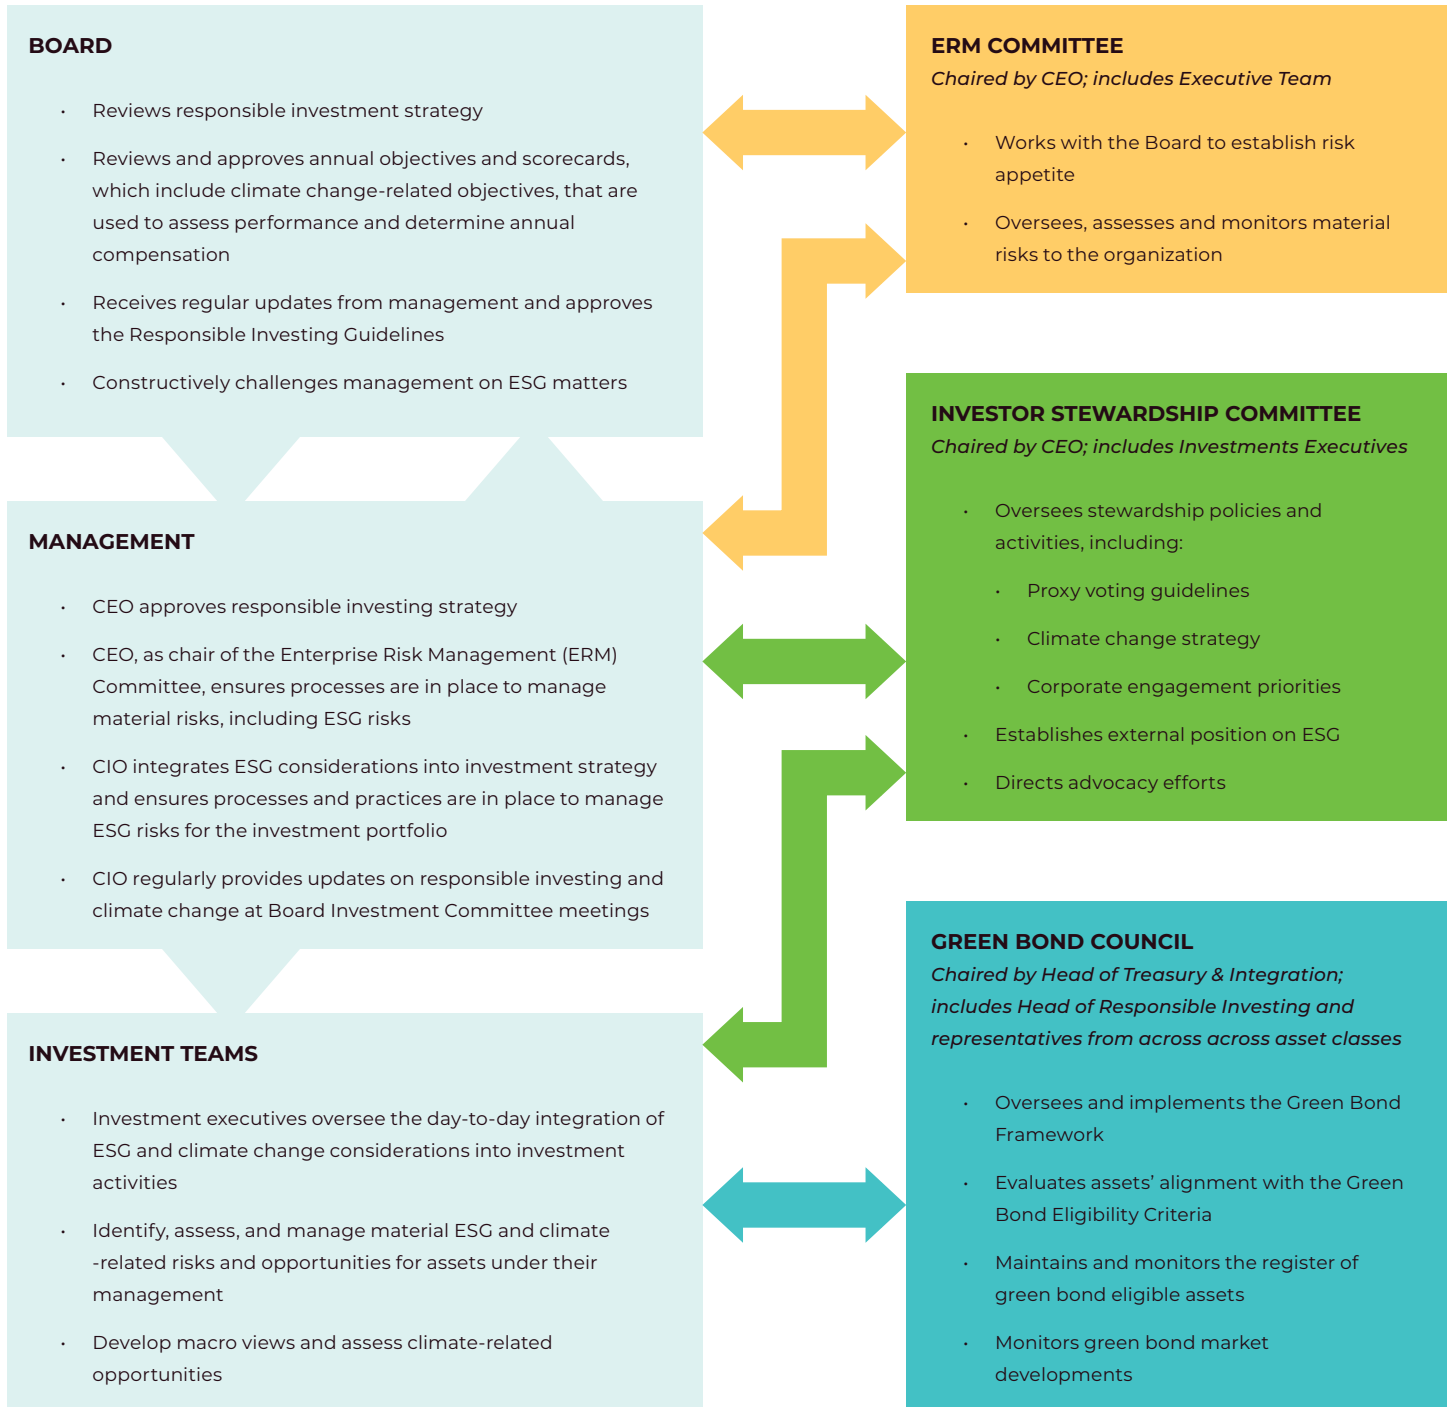 BOARD
• Reviews responsible investment strategy
• Reviews and approves annual objectives and scorecards,
which include climate change-related objectives, that are
used to assess performance and determine annual
compensation
• Receives regular updates from management and approves
the Responsible Investing Guidelines
• Constructively challenges management on ESG matters
MANAGEMENT
• CEO approves responsible investing strategy
• CEO, as chair of the Enterprise Risk Management (ERM)
Committee, ensures processes are in place to manage
material risks, including ESG risks
• CIO integrates ESG considerations into investment strategy
and ensures processes and practices are in place to manage
ESG risks for the investment portfolio
• CIO regularly provides updates on responsible investing and
climate change at Board Investment Committee meetings
INVESTMENT TEAMS
• Investment executives oversee the day-to-day integration of
ESG and climate change considerations into investment
activities
• Identify, assess, and manage material ESG and climate
-related risks and opportunities for assets under their
management
• Develop macro views and assess climate-related
opportunities
ERM COMMITTEE
Chaired by CEO; includes Executive Team
• Works with the Board to establish risk
appetite
• Oversees, assesses and monitors material
risks to the organization
INVESTOR STEWARDSHIP COMMITTEE
Chaired by CEO; includes Investments Executives
• Oversees stewardship policies and
activities, including:
• Proxy voting guidelines
• Climate change strategy
• Corporate engagement priorities
• Establishes external position on ESG
• Directs advocacy efforts
GREEN BOND COUNCIL
Chaired by Head of Treasury & Integration;
includes Head of Responsible Investing and
representatives from across across asset classes
• Oversees and implements the Green Bond
Framework
• Evaluates assets’ alignment with the Green
Bond Eligibility Criteria
• Maintains and monitors the register of
green bond eligible assets
• Monitors green bond market
developments